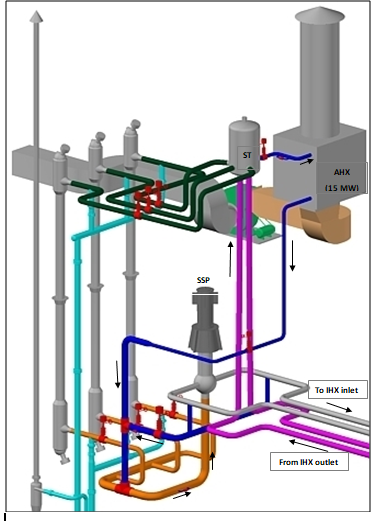 ST
AHX
(15 MW)
SSP
To IHX inlet
From IHX outlet